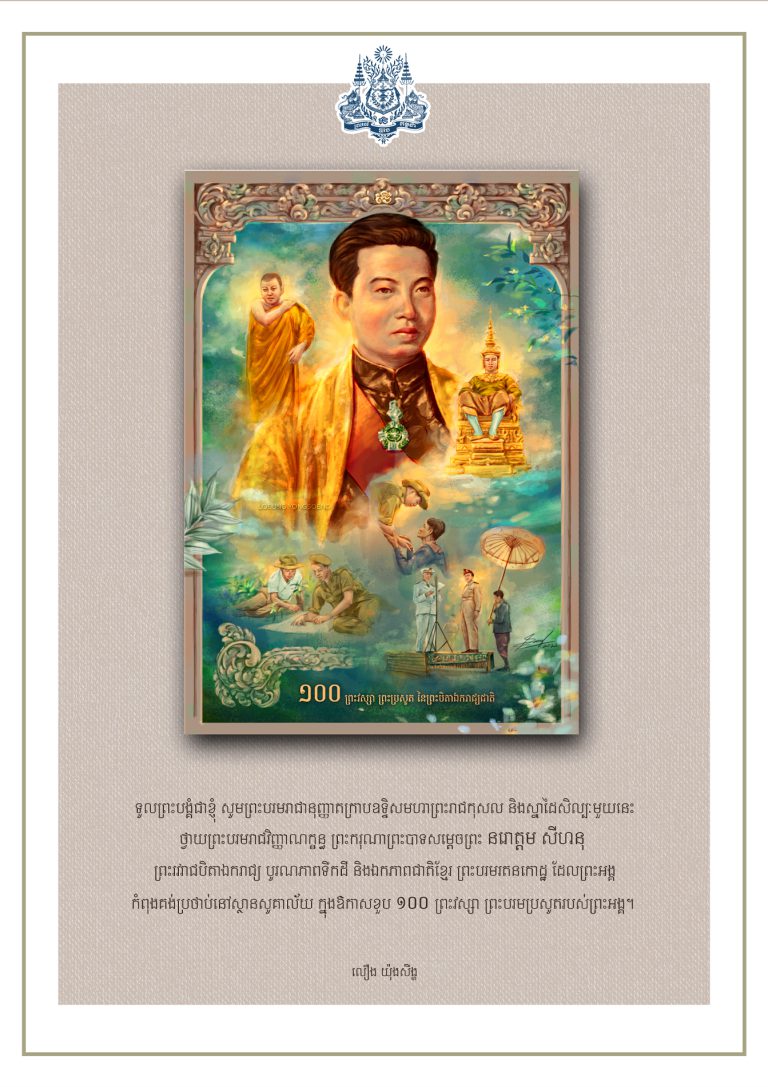 ១០០ ព្រះវស្សា ព្រះប្រសូត នៃព្រះបិតាឯករាជ្យជាតិ
ទូលព្រះបង្គំជាខ្ញុំ សូមព្រះបរមរាជានុញ្ញាតក្រាបឧទ្ទិសមហាព្រះរាជកុសល និងស្នាដៃសិល្បៈមួយនេះ
ថ្វាយព្រះបរមរាជវិញ្ញាណក្ខន្ធ ព្រះករុណាព្រះបាទសម្ដេចព្រះ នរោត្តម សីហនុ
ព្រះវររាជបិតាឯករាជ្យ បូរណភាពទឹកដី និងឯកភាពជាតិខ្មែរ ព្រះបរមរតនកោដ្ឋ ដែលព្រះអង្គ
កំពុងគង់ប្រថាប់នៅស្ថានសូគាល័យ ក្នុងឱកាសខួប ១០០ ព្រះវស្សា ព្រះបរមប្រសូតរបស់ព្រះអង្គ។
លឿង យ៉ុងសិង្ហ